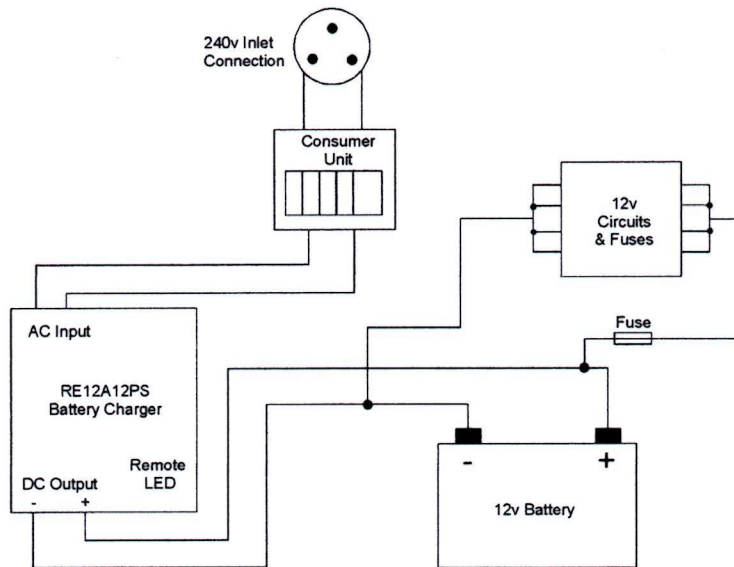 240v Inlet
Connection
Consumer
Unit
12v
Circuits
& Fuses
AC Input
Fuse
RE12A12PS
Battery Charger
Remote
LED
DC Output
- +
- +
12v Battery